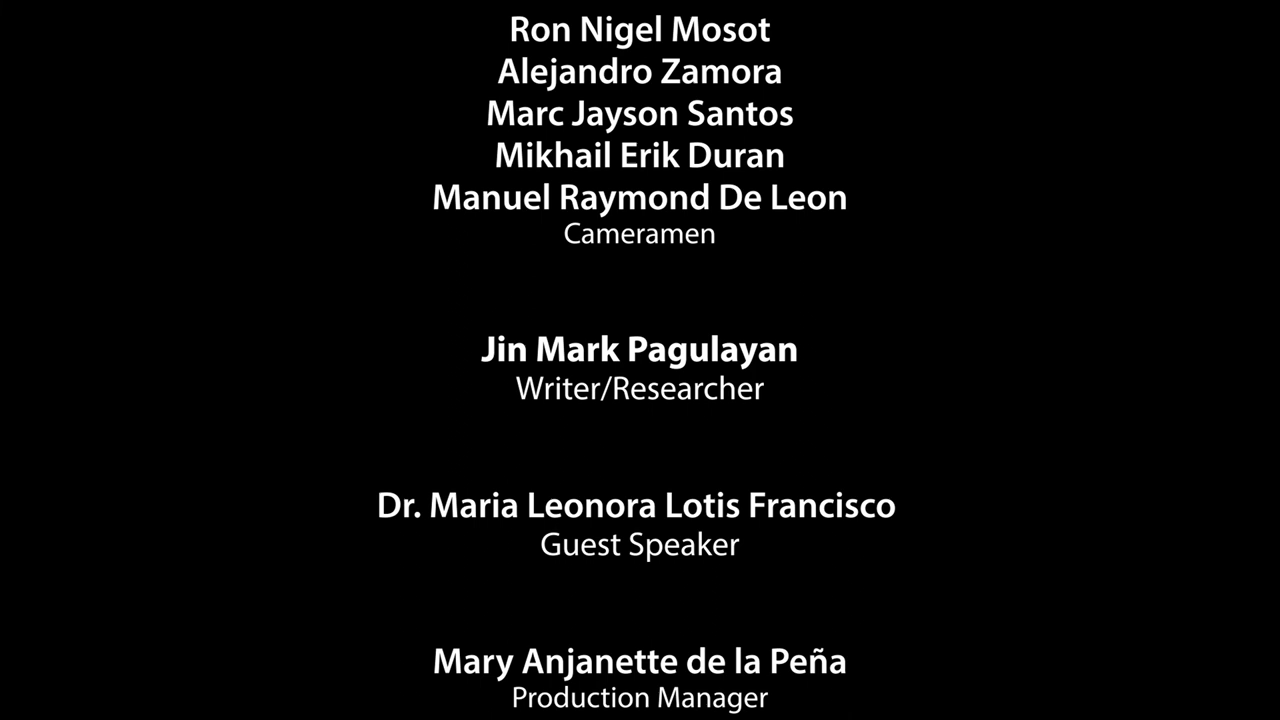 Ron Nigel Mosot
Alejandro Zamora
Marc Jayson Santos
Mikhail Erik Duran
Manuel Raymond De Leon
Cameramen
Jin Mark Pagulayan
Writer/Researcher
Dr. Maria Leonora Lotis Francisco
Guest Speaker
Mary Anjanette de la Peña
Production Manager